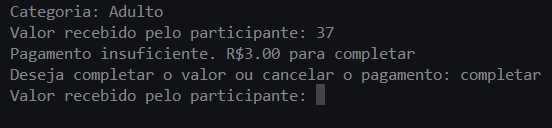 Categoria: Adulto
Valor recebido pelo participante: 37
Pagamento insuficiente. R$3.00 para completar
Deseja completar o valor ou cancelar o pagamento: completar
Valor recebido pelo participante: